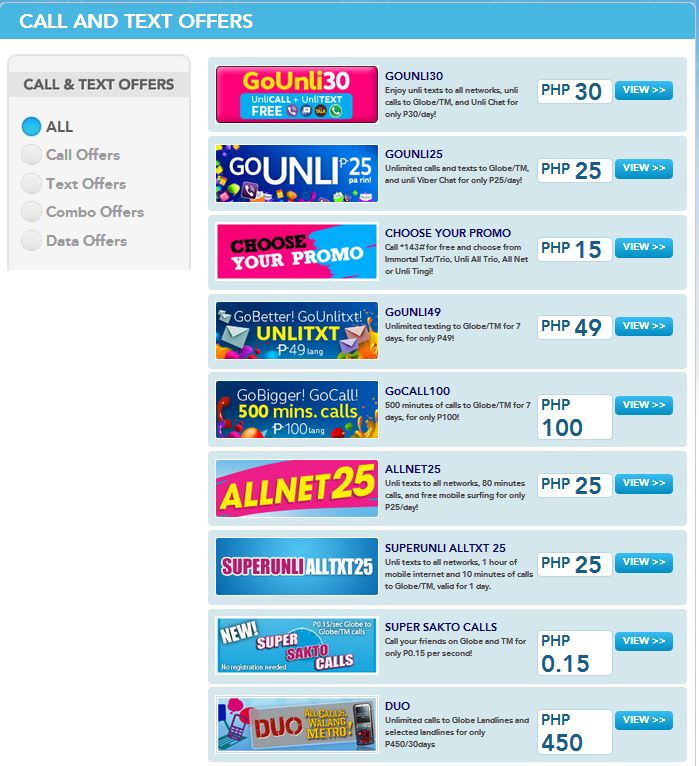 CALL AND TEXT OFFERS
CALL & TEXT OFFERS
ALL
Call Offers
Text Offers
Combo Offers
Data Offers
GoUnli30
UnliCALL + UnliTEXT
FREE
TALK
GOUNLI30
Enjoy unli texts to all networks, unli
calls to Globe/TM, and Unli Chat for
only P30/day!
PHP 30
VIEW >>
GOUNLI ₱25
pa rin!
GOUNLI25
Unlimited calls and texts to Globe/TM,
and unli Viber Chat for only P25/day!
PHP 25
VIEW >>
CHOOSE
YOUR PROMO
CHOOSE YOUR PROMO
Call *143# for free and choose from
Immortal Txt/Trio, Unli All Trio, All Net
or Unli Tingi!
PHP 15
VIEW >>
GoBetter! GoUnlitxt!
UNLITXT
₱49 lang
GoUNLI49
Unlimited texting to Globe/TM for 7
days, for only P49!
PHP 49
VIEW >>
GoBigger! GoCall!
500 mins. calls
₱100 lang
GoCALL100
500 minutes of calls to Globe/TM for 7
days, for only P100!
PHP
100
VIEW >>
ALLNET25
ALLNET25
Unli texts to all networks, 80 minutes
calls, and free mobile surfing for only
P25/day!
PHP 25
VIEW >>
SUPERUNLI ALLTXT25
SUPERUNLI ALLTXT 25
Unli texts to all networks, 1 hour of
mobile internet and 10 minutes of calls
to Globe/TM, valid for 1 day.
PHP 25
VIEW >>
NEW!
P0.15/sec Globe to
Globe/TM calls
SUPER
SAKTO
CALLS
No registration needed
SUPER SAKTO CALLS
Call your friends on Globe and TM for
only P0.15 per second!
PHP
0.15
VIEW >>
DUO
ALL CALLS,
WALANG
METRO!
DUO
Unlimited calls to Globe Landlines and
selected landlines for only
P450/30days
PHP
450
VIEW >>